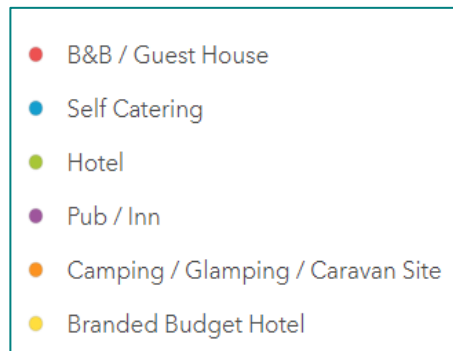 B&B / Guest House
Self Catering
Hotel
Pub / Inn
Camping / Glamping / Caravan Site
Branded Budget Hotel